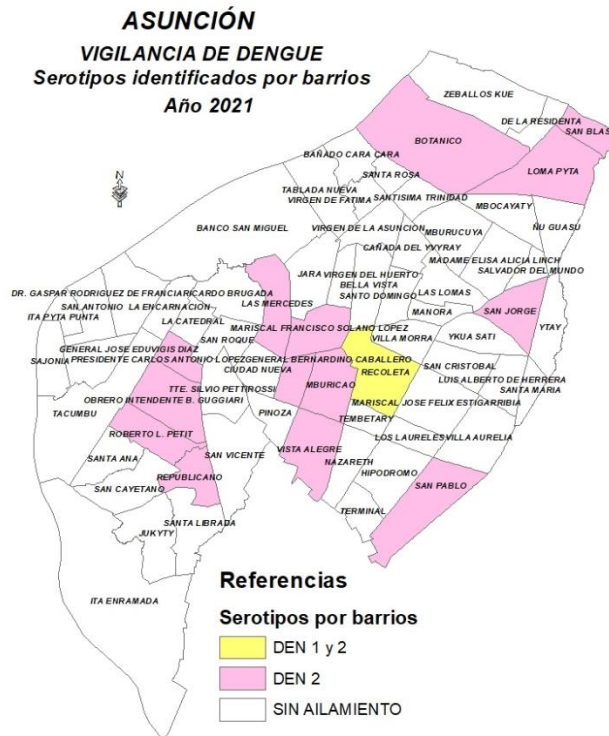 ASUNCIÓN
VIGILANCIA DE DENGUE
Serotipos identificados por barrios
Año 2021
N
ZEBALLOS KUE
DE LA RESIDENTA
SAN BLAS
BOTANICO
BAÑADO CARA CARA
LOMA PYTA
SANTA ROSA
TABLADA NUEVA
VIRGEN DE FATIMA
SANTISIMA TRINIDAD
MBOCAYATY
BANCO SAN MIGUEL
VIRGEN DE LA ASUNCION
MBURUCUYA
ÑU GUASU
CAÑADA DEL YVYRAY
MADAME ELISA ALICIA LINCH
JARA
VIRGEN DEL HUERTO
SALVADOR DEL MUNDO
BELLA VISTA
LAS LOMAS
DR. GASPAR RODRIGUEZ DE FRANCIA
RICARDO BRUGADA
SANTO DOMINGO
SAN ANTONIO
LA ENCARNACION
LAS MERCEDES
MANORA
SAN JORGE
ITA PYTA PUNTA
LA CATEDRAL
MARISCAL FRANCISCO SOLANO LOPEZ
YTAY
SAN ROQUE
VILLA MORRA
YKUA SATI
GENERAL JOSE EDUVIGIS DIAZ
SAJONIA
PRESIDENTE CARLOS ANTONIO LOPEZ
GENERAL BERNARDINO CABALLERO
SAN CRISTOBAL
CIUDAD NUEVA
RECOLETA
LUIS ALBERTO DE HERRERA
TTE. SILVIO PETTIROSSI
MBURICAO
SANTA MARIA
OBRERO INTENDENTE B. GUGGIARI
MARISCAL JOSE FELIX ESTIGARRIBIA
TACUMBU
PINOZA
TEMBETARY
ROBERTO L. PETIT
LOS LAURELES
VILLA AURELIA
SANTA ANA
SAN VICENTE
VISTA ALEGRE
NAZARETH
HIPODROMO
REPUBLICANO
SAN CAYETANO
SAN PABLO
TERMINAL
SANTA LIBRADA
JUKYTY
ITA ENRAMADA
Referencias
Serotipos por barrios
DEN 1 y 2
DEN 2
SIN AILAMIENTO